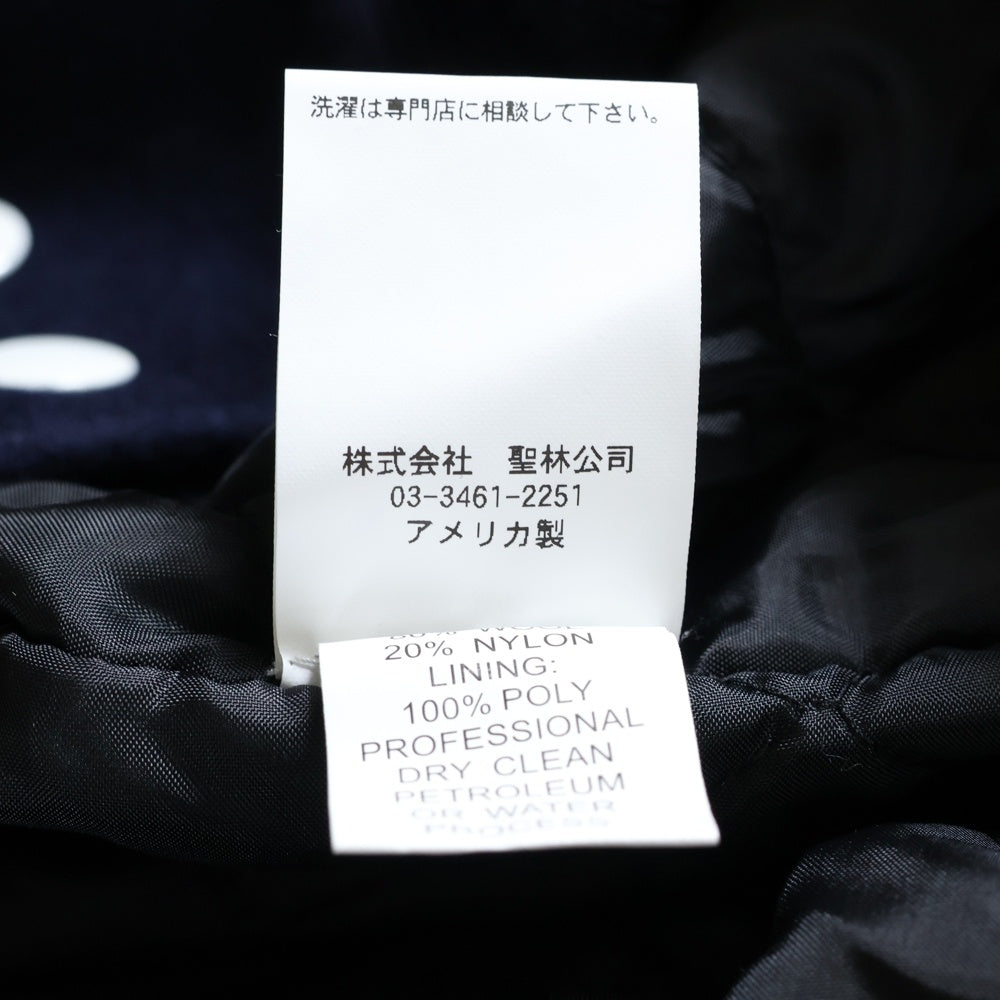 洗濯は専門店に相談して下さい。
株式会社　聖林公司
03-3461-2251
アメリカ製
20% NYLON
LINING:
100% POLY
PROFESSIONAL
DRY CLEAN
PETROLEUM
OR WATER
PROCESS